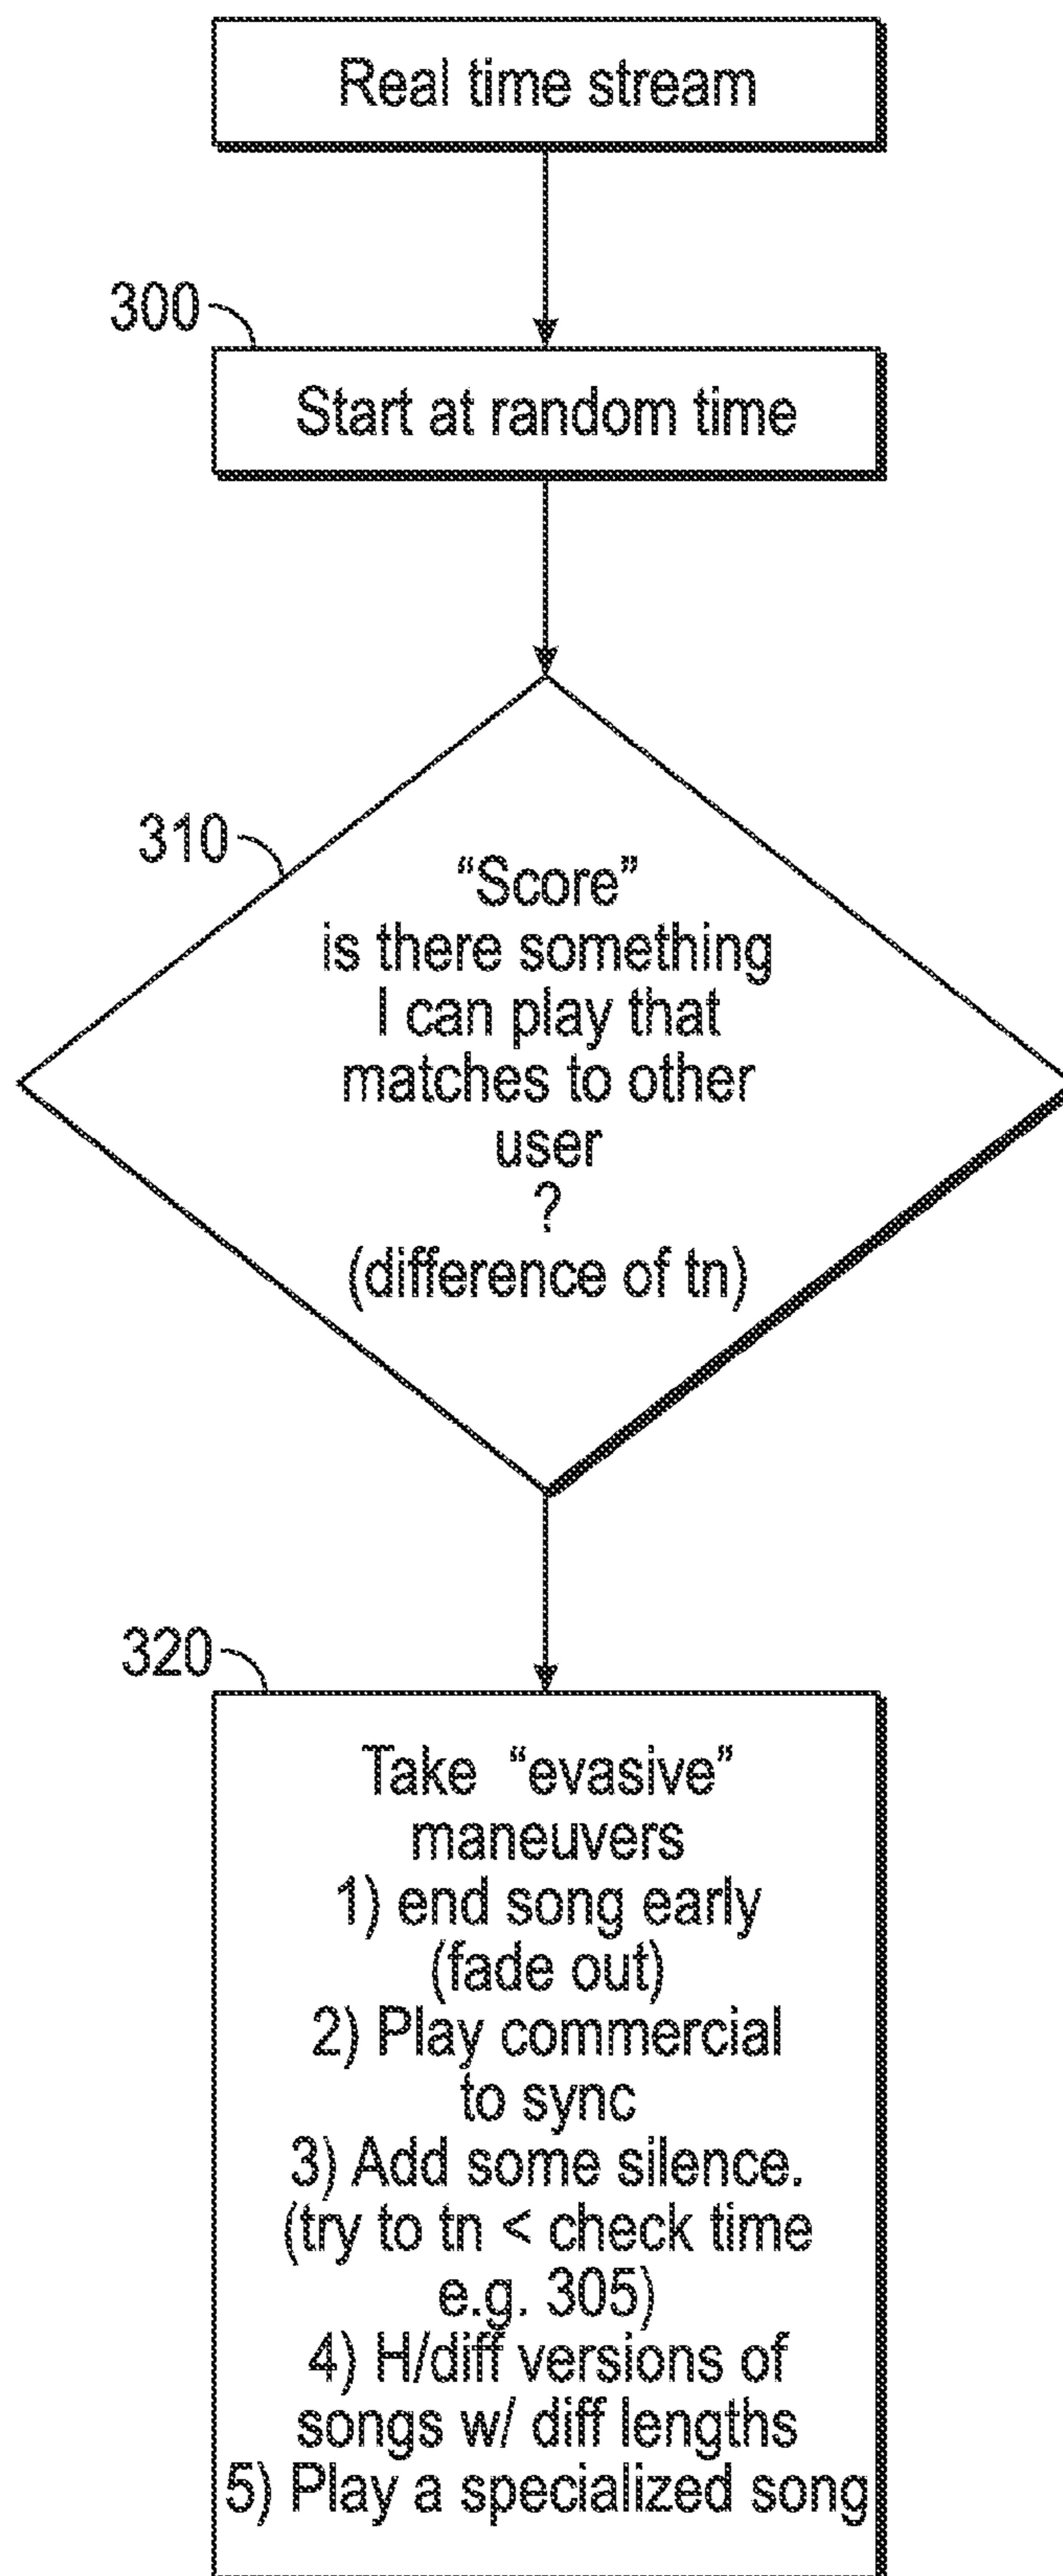 Real time stream
300
Start at random time
310
“Score”
is there something
I can play that
matches to other
user
?
(difference of tn)
320
Take “evasive”
maneuvers
1) end song early
(fade out)
2) Play commercial
to sync
3) Add some silence.
(try to tn < check time
e.g. 305)
4) H/diff versions of
songs w/ diff lengths
5) Play a specialized song